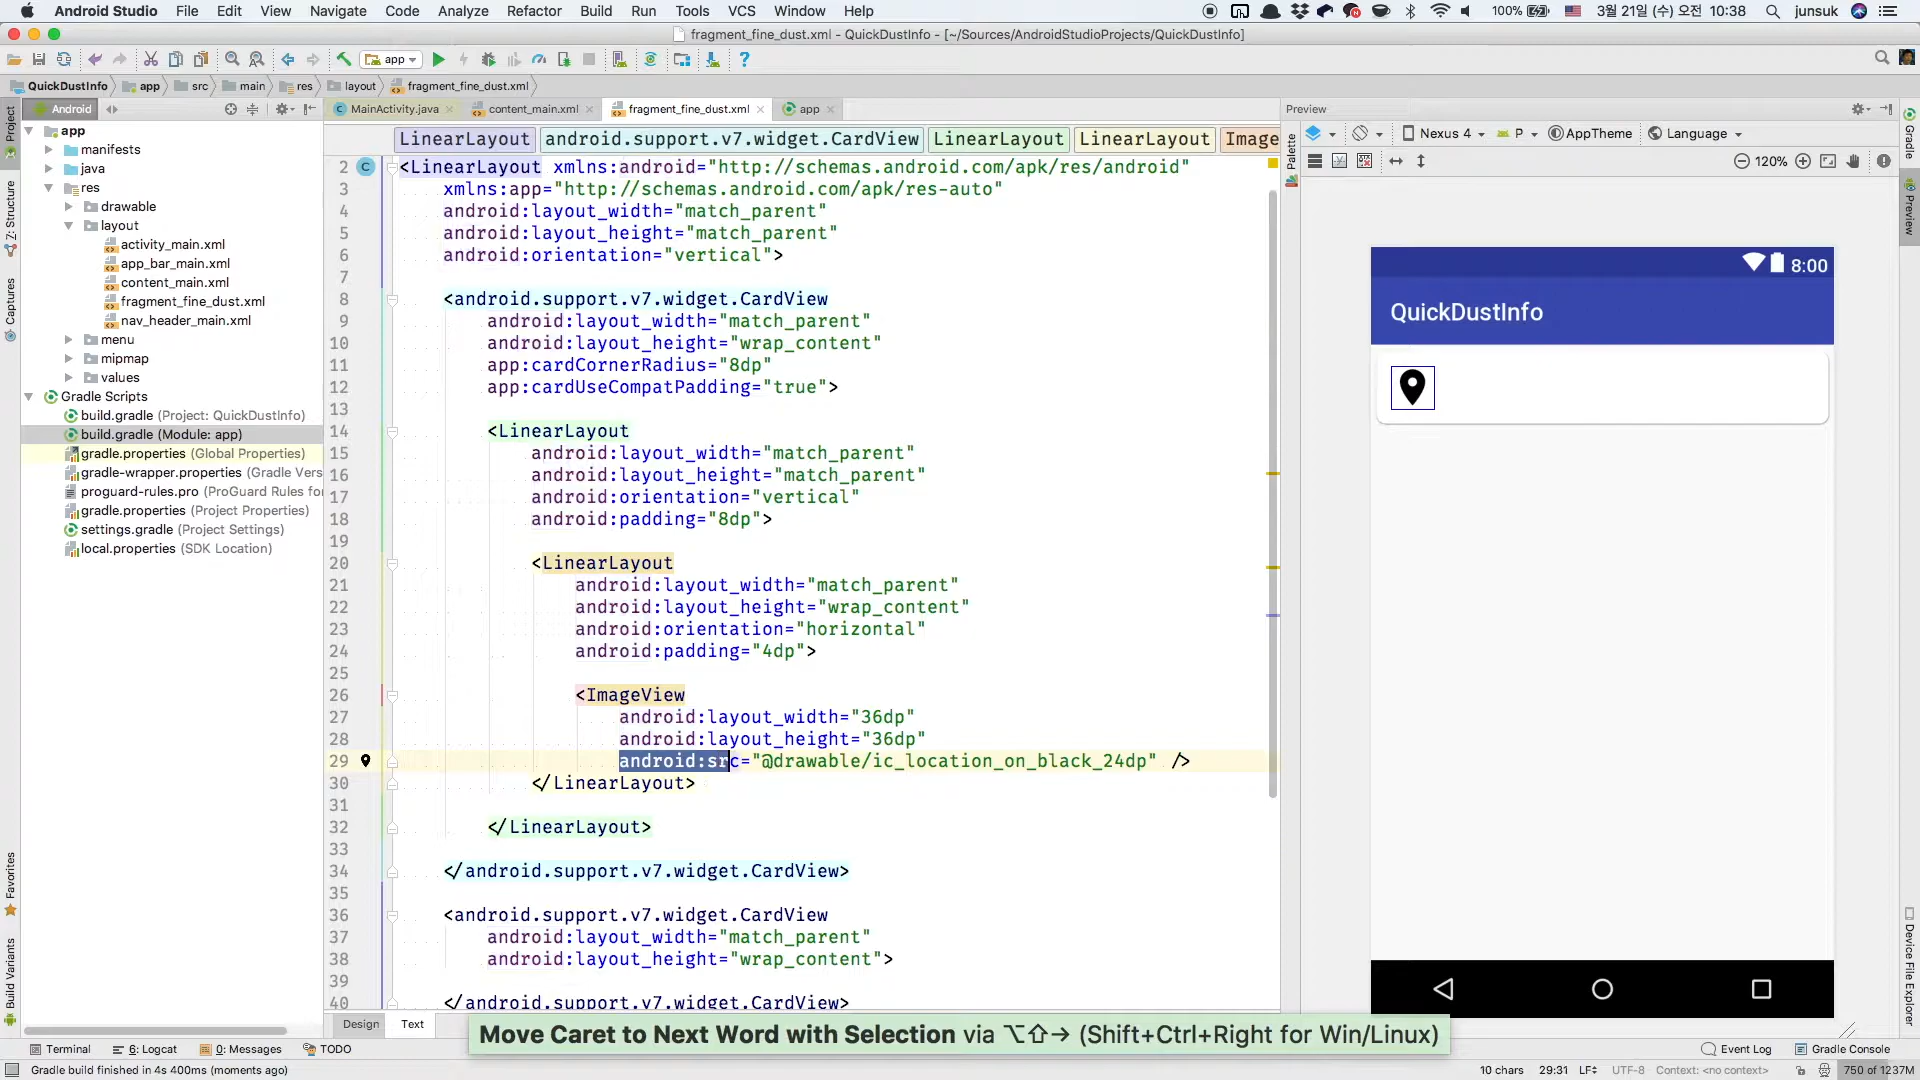 Android Studio File Edit View Navigate Code Analyze Refactor Build Run Tools VCS Window Help 100% 3월 21일 (수) 오전 10:38 junsuk
fragment_fine_dust.xml - QuickDustInfo - [~/Sources/AndroidStudioProjects/QuickDustInfo]
app
QuickDustInfo app src main res layout fragment_fine_dust.xml
Android
MainActivity.java content_main.xml fragment_fine_dust.xml app
Preview
Project
Z: Structure
Captures
Favorites
Build Variants
app
manifests
java
res
drawable
layout
activity_main.xml
app_bar_main.xml
content_main.xml
fragment_fine_dust.xml
nav_header_main.xml
menu
mipmap
values
Gradle Scripts
build.gradle (Project: QuickDustInfo)
build.gradle (Module: app)
gradle.properties (Global Properties)
gradle-wrapper.properties (Gradle Vers
proguard-rules.pro (ProGuard Rules for
gradle.properties (Project Properties)
settings.gradle (Project Settings)
local.properties (SDK Location)
LinearLayout android.support.v7.widget.CardView LinearLayout LinearLayout Image
2 <LinearLayout xmlns:android="http://schemas.android.com/apk/res/android"
3 xmlns:app="http://schemas.android.com/apk/res-auto"
4 android:layout_width="match_parent"
5 android:layout_height="match_parent"
6 android:orientation="vertical">
7
8 <android.support.v7.widget.CardView
9 android:layout_width="match_parent"
10 android:layout_height="wrap_content"
11 app:cardCornerRadius="8dp"
12 app:cardUseCompatPadding="true">
13
14 <LinearLayout
15 android:layout_width="match_parent"
16 android:layout_height="match_parent"
17 android:orientation="vertical"
18 android:padding="8dp">
19
20 <LinearLayout
21 android:layout_width="match_parent"
22 android:layout_height="wrap_content"
23 android:orientation="horizontal"
24 android:padding="4dp">
25
26 <ImageView
27 android:layout_width="36dp"
28 android:layout_height="36dp"
29 android:src="@drawable/ic_location_on_black_24dp" />
30 </LinearLayout>
31
32 </LinearLayout>
33
34 </android.support.v7.widget.CardView>
35
36 <android.support.v7.widget.CardView
37 android:layout_width="match_parent"
38 android:layout_height="wrap_content">
39
40 </android.support.v7.widget.CardView>
Design Text
Move Caret to Next Word with Selection via ⌥⇧→ (Shift+Ctrl+Right for Win/Linux)
Palette
Nexus 4 P AppTheme Language
120%
8:00
QuickDustInfo
Gradle
Preview
Device File Explorer
Terminal 6: Logcat 0: Messages TODO Event Log Gradle Console
Gradle build finished in 4s 400ms (moments ago) 10 chars 29:31 LF÷ UTF-8 Context: <no context> 750 of 1237M